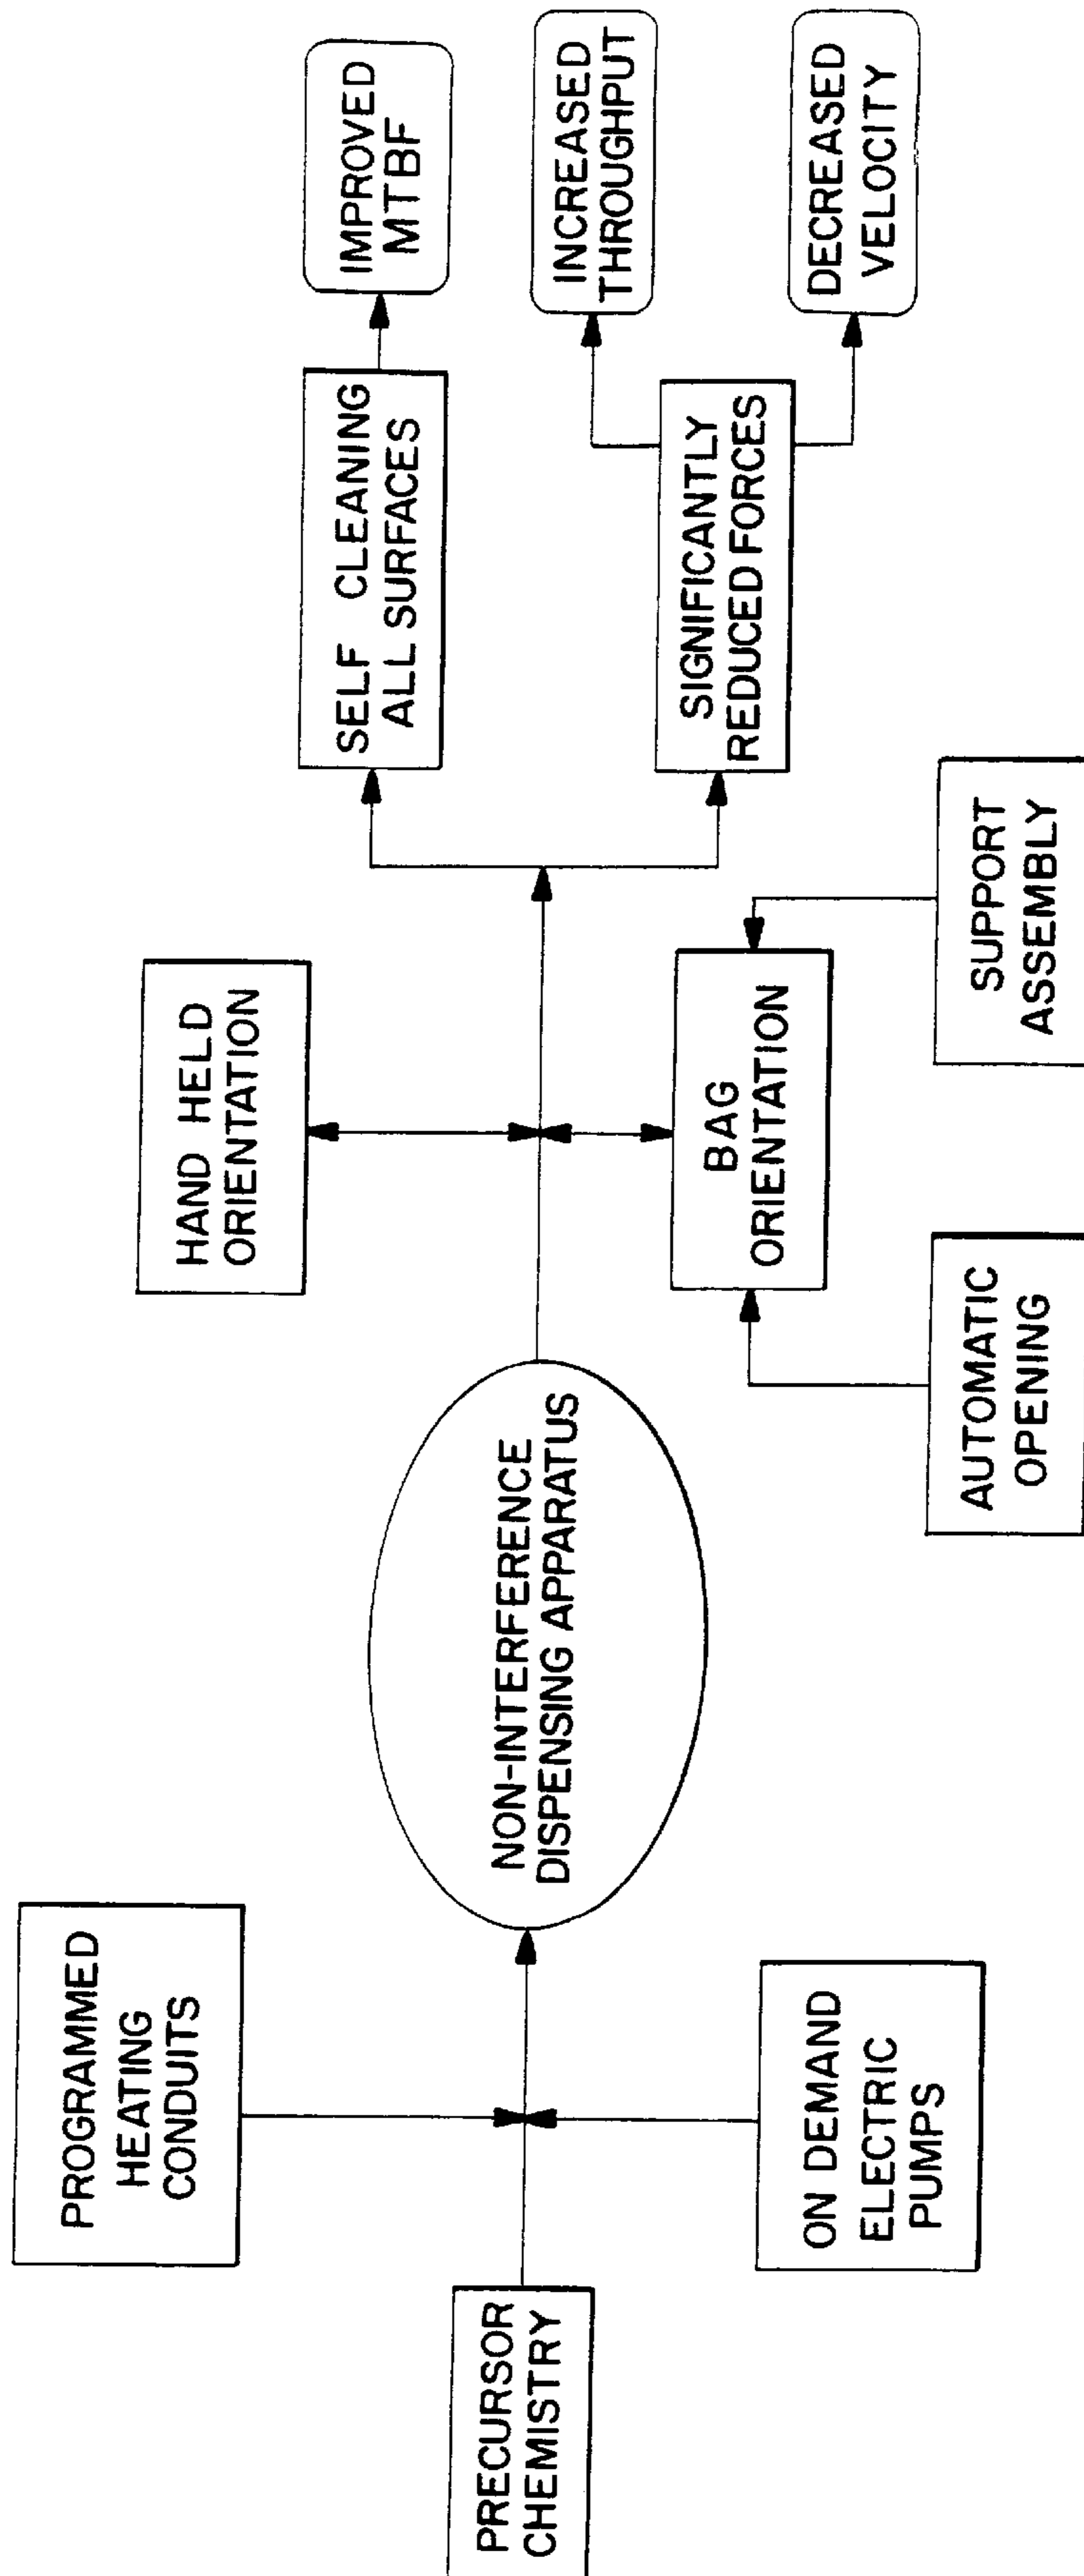 PRECURSOR
CHEMISTRY
PROGRAMMED
HEATING
CONDUITS
ON DEMAND
ELECTRIC
PUMPS
NON-INTERFERENCE
DISPENSING APPARATUS
HAND HELD
ORIENTATION
BAG
ORIENTATION
AUTOMATIC
OPENING
SUPPORT
ASSEMBLY
SELF CLEANING
ALL SURFACES
SIGNIFICANTLY
REDUCED FORCES
IMPROVED
MTBF
INCREASED
THROUGHPUT
DECREASED
VELOCITY